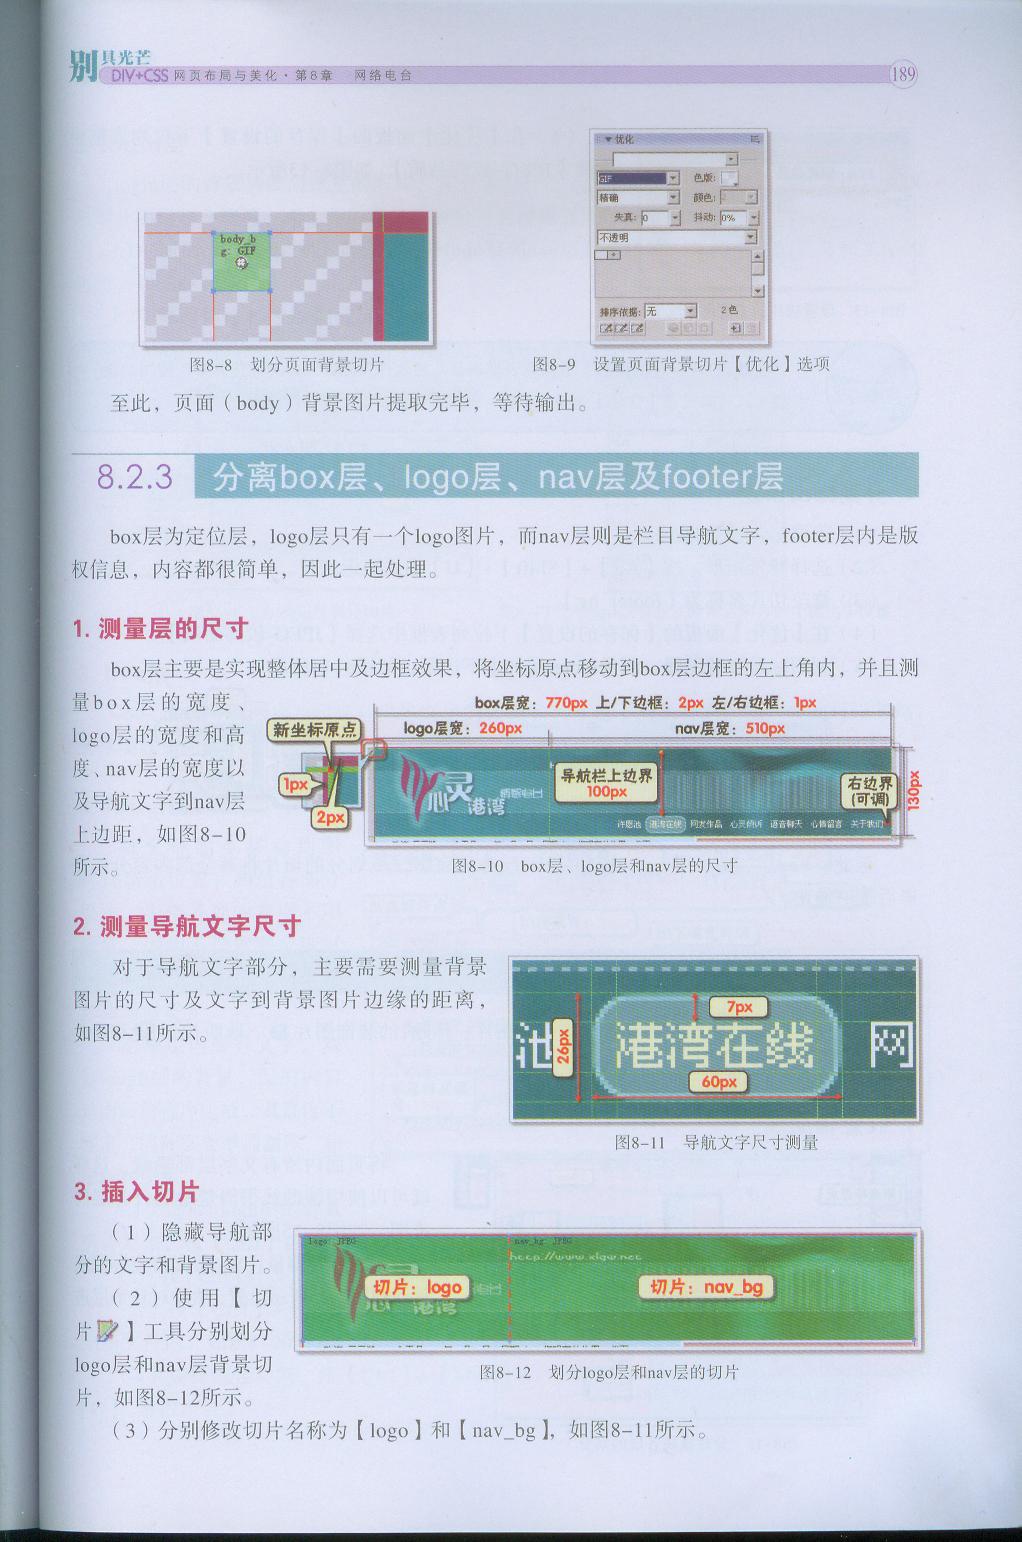 别具光芒
DIV+CSS 网页布局与美化·第8章 网络电台
189
body_b
g: GIF
优化
GIF
色版:
精确
颜色:
失真: 0
抖动: 0%
不透明
排序依据: 无
2色
图8-8 划分页面背景切片
图8-9 设置页面背景切片【优化】选项
至此，页面（body）背景图片提取完毕，等待输出。
8.2.3 分离box层、logo层、nav层及footer层
box层为定位层，logo层只有一个logo图片，而nav层则是栏目导航文字，footer层内是版
权信息，内容都很简单，因此一起处理。
1. 测量层的尺寸
box层主要是实现整体居中及边框效果，将坐标原点移动到box层边框的左上角内，并且测
量box层的宽度、
logo层的宽度和高
度、nav层的宽度以
及导航文字到nav层
上边距，如图8-10
所示。
box层宽：770px 上/下边框：2px 左/右边框：1px
logo层宽：260px
nav层宽：510px
新坐标原点
1px
2px
心灵港湾
导航栏上边界
100px
右边界
(可调)
130px
许愿池 港湾在线 网友作品 心灵倾诉 语音聊天 心情留言 关于我们
图8-10 box层、logo层和nav层的尺寸
2. 测量导航文字尺寸
对于导航文字部分，主要需要测量背景
图片的尺寸及文字到背景图片边缘的距离，
如图8-11所示。
7px
26px
池 港湾在线 网
60px
图8-11 导航文字尺寸测量
3. 插入切片
（1）隐藏导航部
分的文字和背景图片。
（2）使用【切
片】工具分别划分
logo层和nav层背景切
片，如图8-12所示。
logo: JPEG
nav_bg: JPEG
http://www.xlgw.net
切片：logo
切片：nav_bg
港湾
图8-12 划分logo层和nav层的切片
（3）分别修改切片名称为【logo】和【nav_bg】，如图8-11所示。